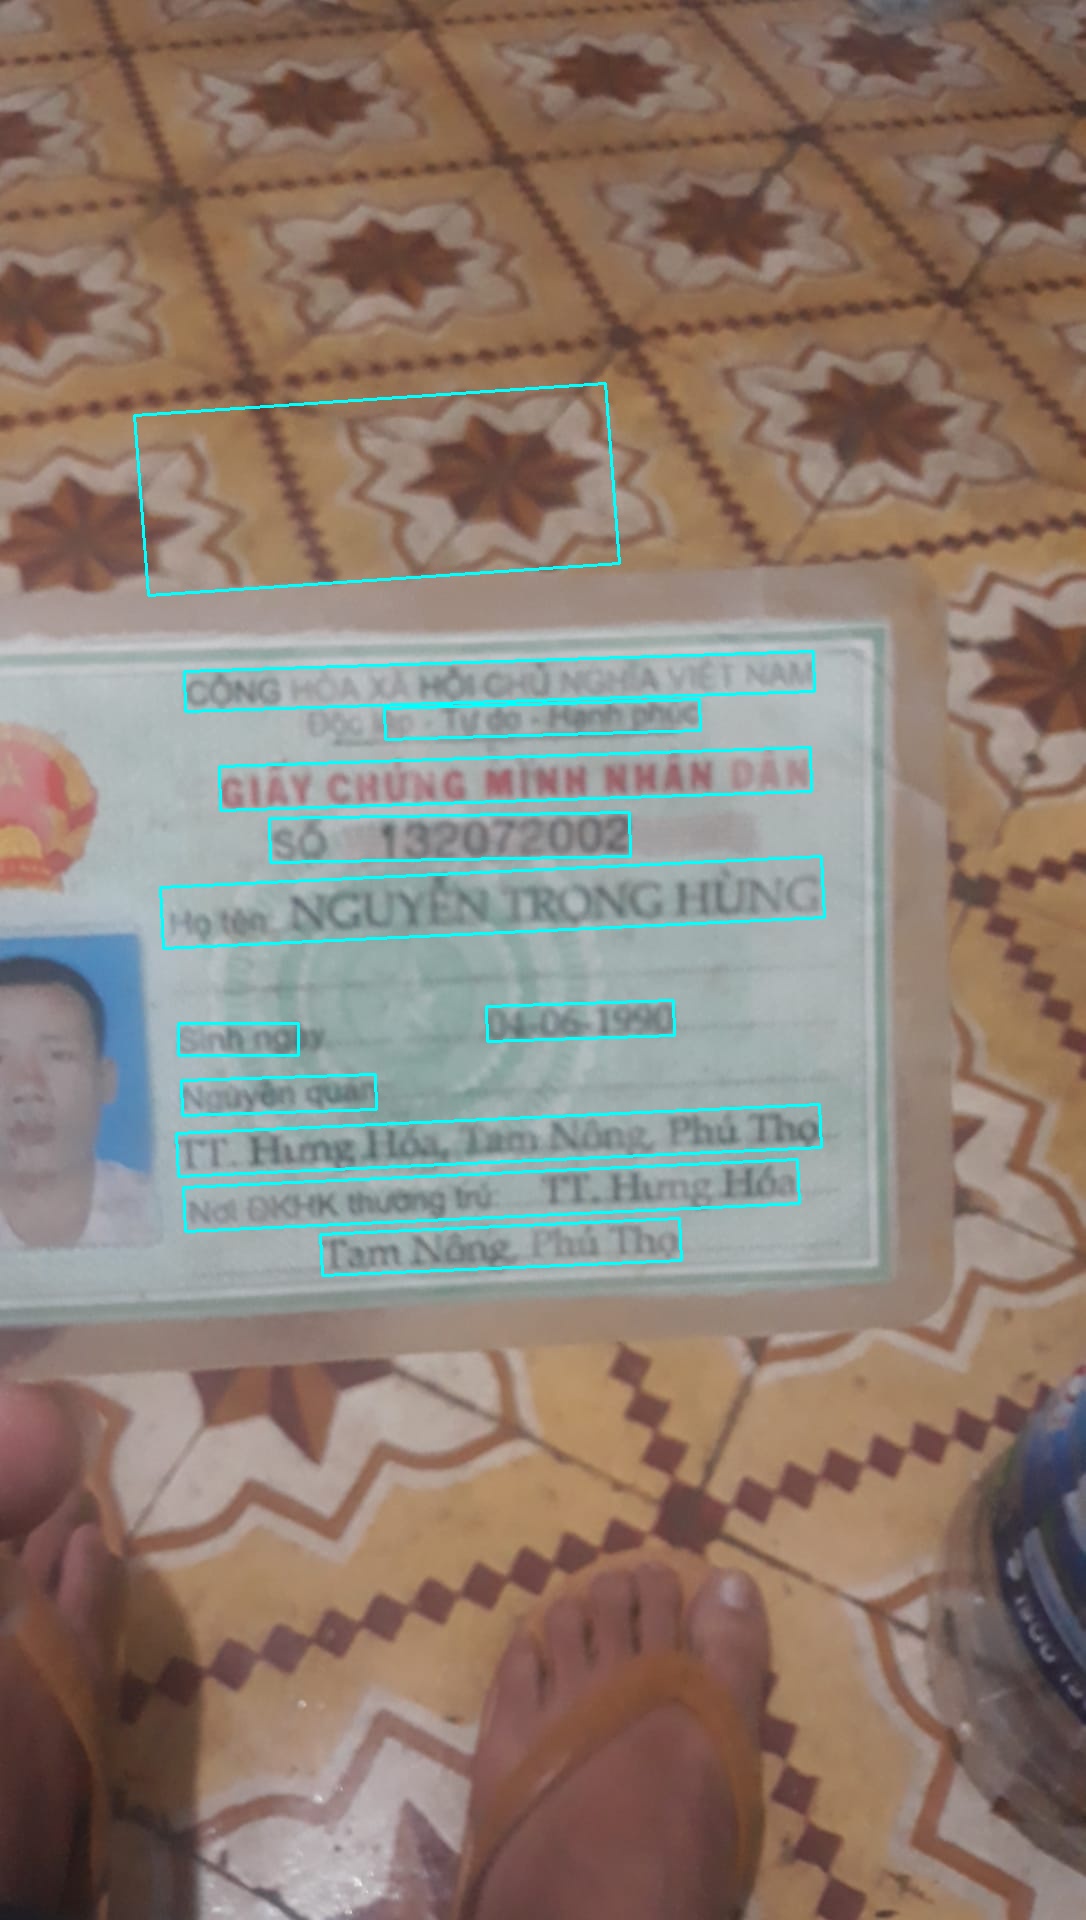 CỘNG HÒA XÃ HỘI CHỦ NGHĨA VIỆT NAM
Độc lập - Tự do - Hạnh phúc
GIẤY CHỨNG MINH NHÂN DÂN
SỐ 132072002
Họ tên: NGUYỄN TRỌNG HÙNG
Sinh ngày 04-06-1990
Nguyên quán
TT. Hưng Hóa, Tam Nông, Phú Thọ
Nơi ĐKHK thường trú: TT. Hưng Hóa
Tam Nông, Phú Thọ